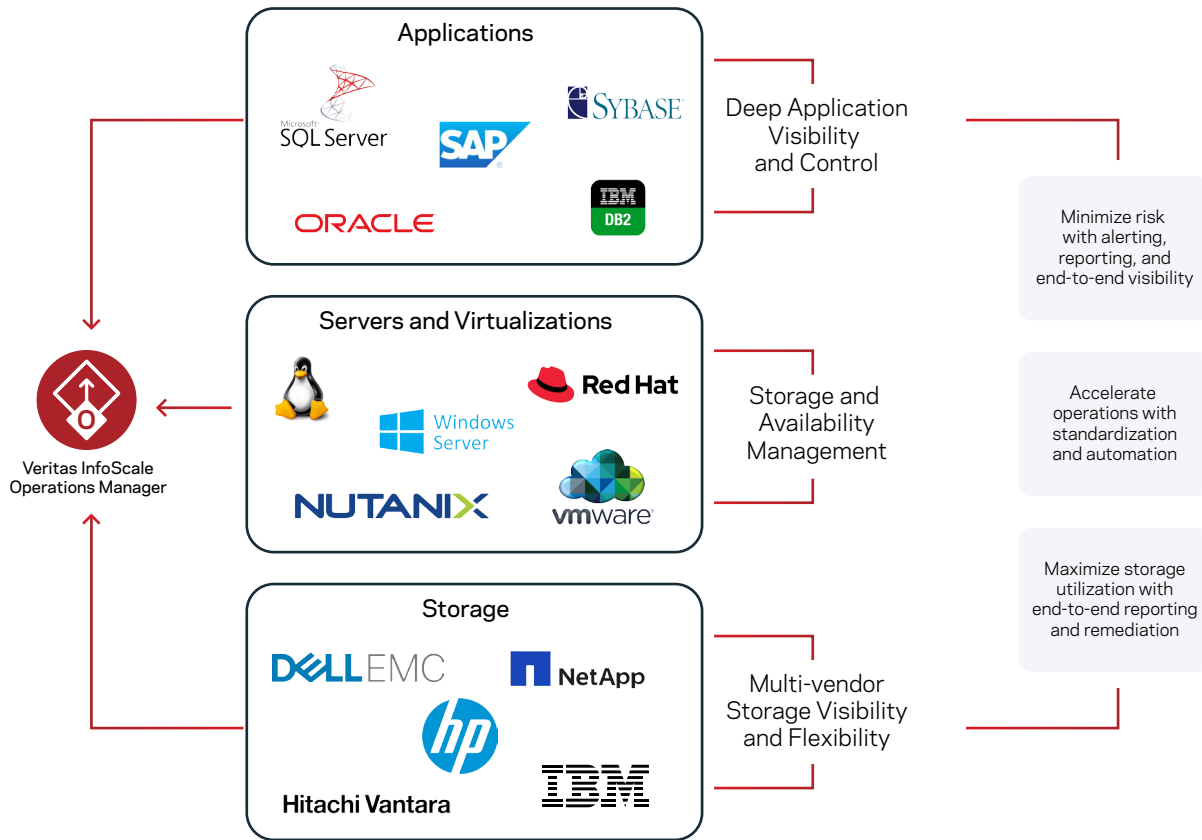 Applications
Microsoft®
SQL Server
SAP
®
SYBASE
ORACLE
IBM
DB2
Deep Application
Visibility
and Control
Minimize risk
with alerting,
reporting, and
end-to-end visibility
O
Veritas InfoScale
Operations Manager
Servers and Virtualizations
Red Hat
Windows
Server
NUTANIX
vmware®
Storage and
Availability
Management
Accelerate
operations with
standardization
and automation
Storage
DELL EMC
NetApp
hp
Hitachi Vantara
IBM
Multi-vendor
Storage Visibility
and Flexibility
Maximize storage
utilization with
end-to-end reporting
and remediation